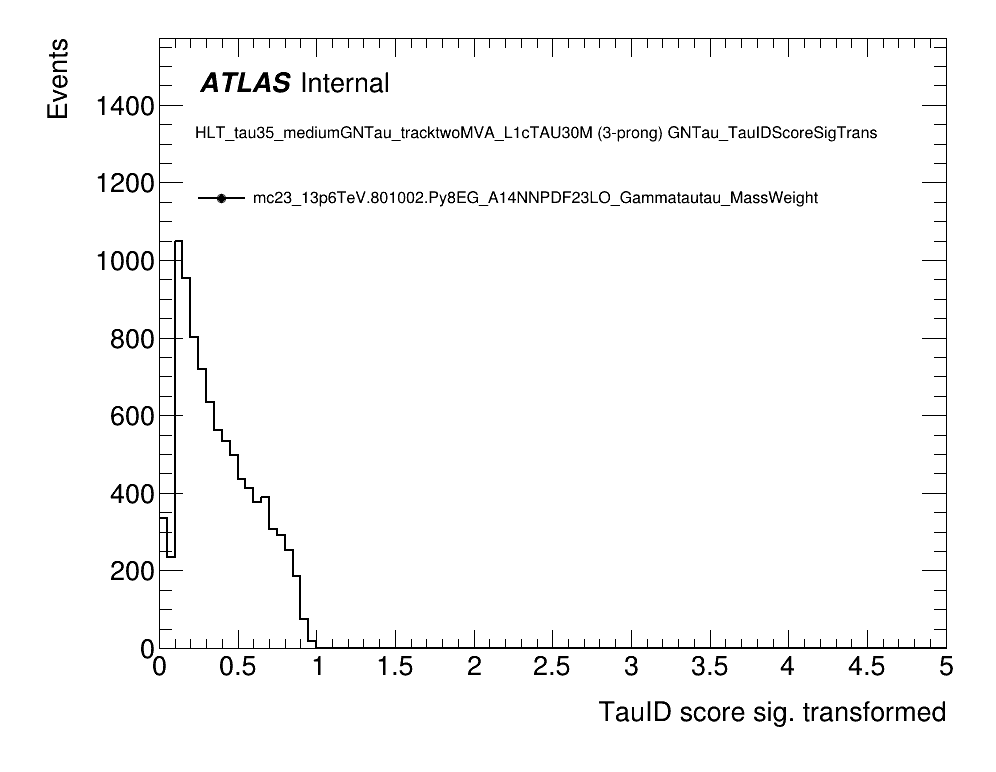 Events
ATLAS Internal
HLT_tau35_mediumGNTau_tracktwoMVA_L1cTAU30M (3-prong) GNTau_TauIDScoreSigTrans
mc23_13p6TeV.801002.Py8EG_A14NNPDF23LO_Gammatautau_MassWeight
1400
1200
1000
800
600
400
200
0
0 0.5 1 1.5 2 2.5 3 3.5 4 4.5 5
TauID score sig. transformed